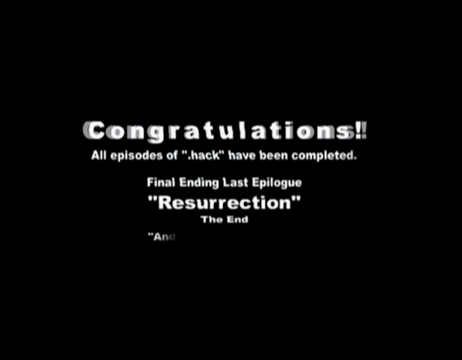 Congratulations!!
All episodes of ".hack" have been completed.
Final Ending Last Epilogue
"Resurrection"
The End
"And